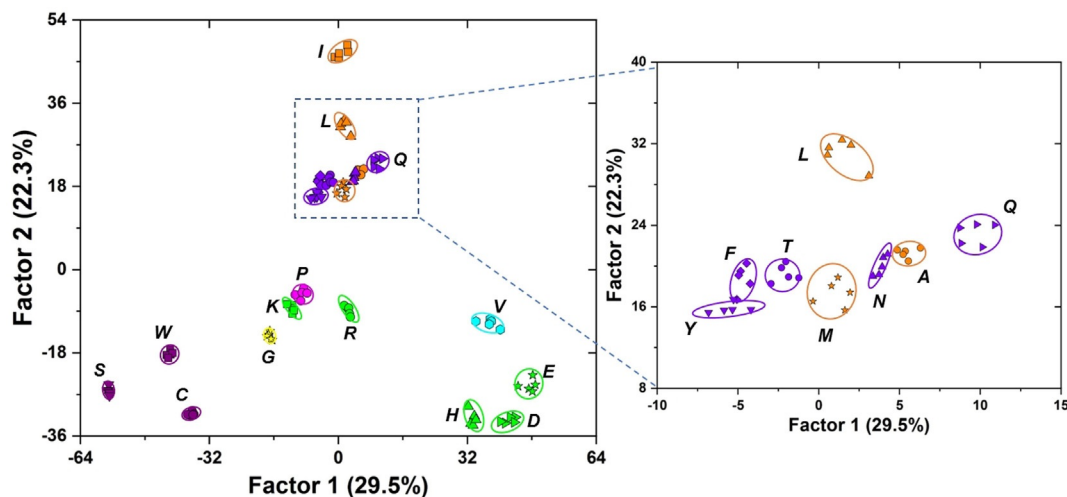 54
36
18
0
-18
-36
Factor 2 (22.3%)
-64
-32
0
32
64
Factor 1 (29.5%)
I
L
Q
P
K
R
V
G
W
S
C
E
H
D
40
32
24
16
8
Factor 2 (22.3%)
-10
-5
0
5
10
15
Factor 1 (29.5%)
L
Q
F
T
A
N
M
Y